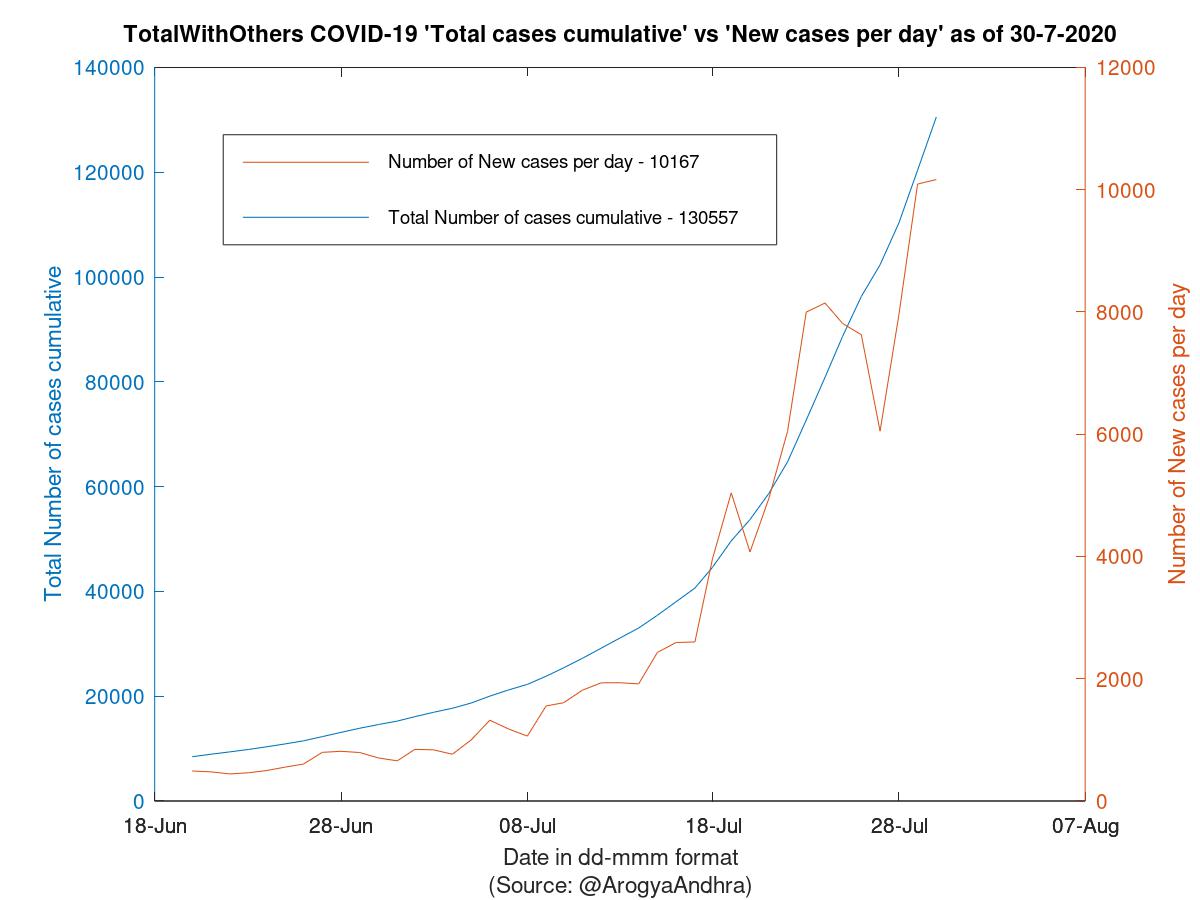 TotalWithOthers COVID-19 'Total cases cumulative' vs 'New cases per day' as of 30-7-2020
140000
120000
100000
80000
60000
40000
20000
0
Total Number of cases cumulative
Number of New cases per day - 10167
Total Number of cases cumulative - 130557
12000
10000
8000
6000
4000
2000
0
Number of New cases per day
18-Jun 28-Jun 08-Jul 18-Jul 28-Jul 07-Aug
Date in dd-mmm format
(Source: @ArogyaAndhra)